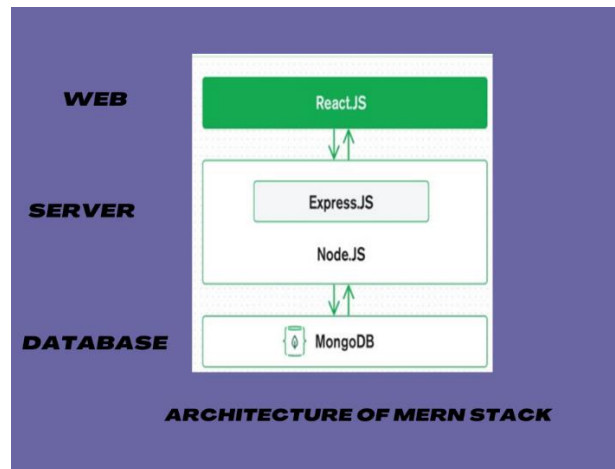 WEB
React.JS
SERVER
Express.JS
Node.JS
DATABASE
MongoDB
ARCHITECTURE OF MERN STACK